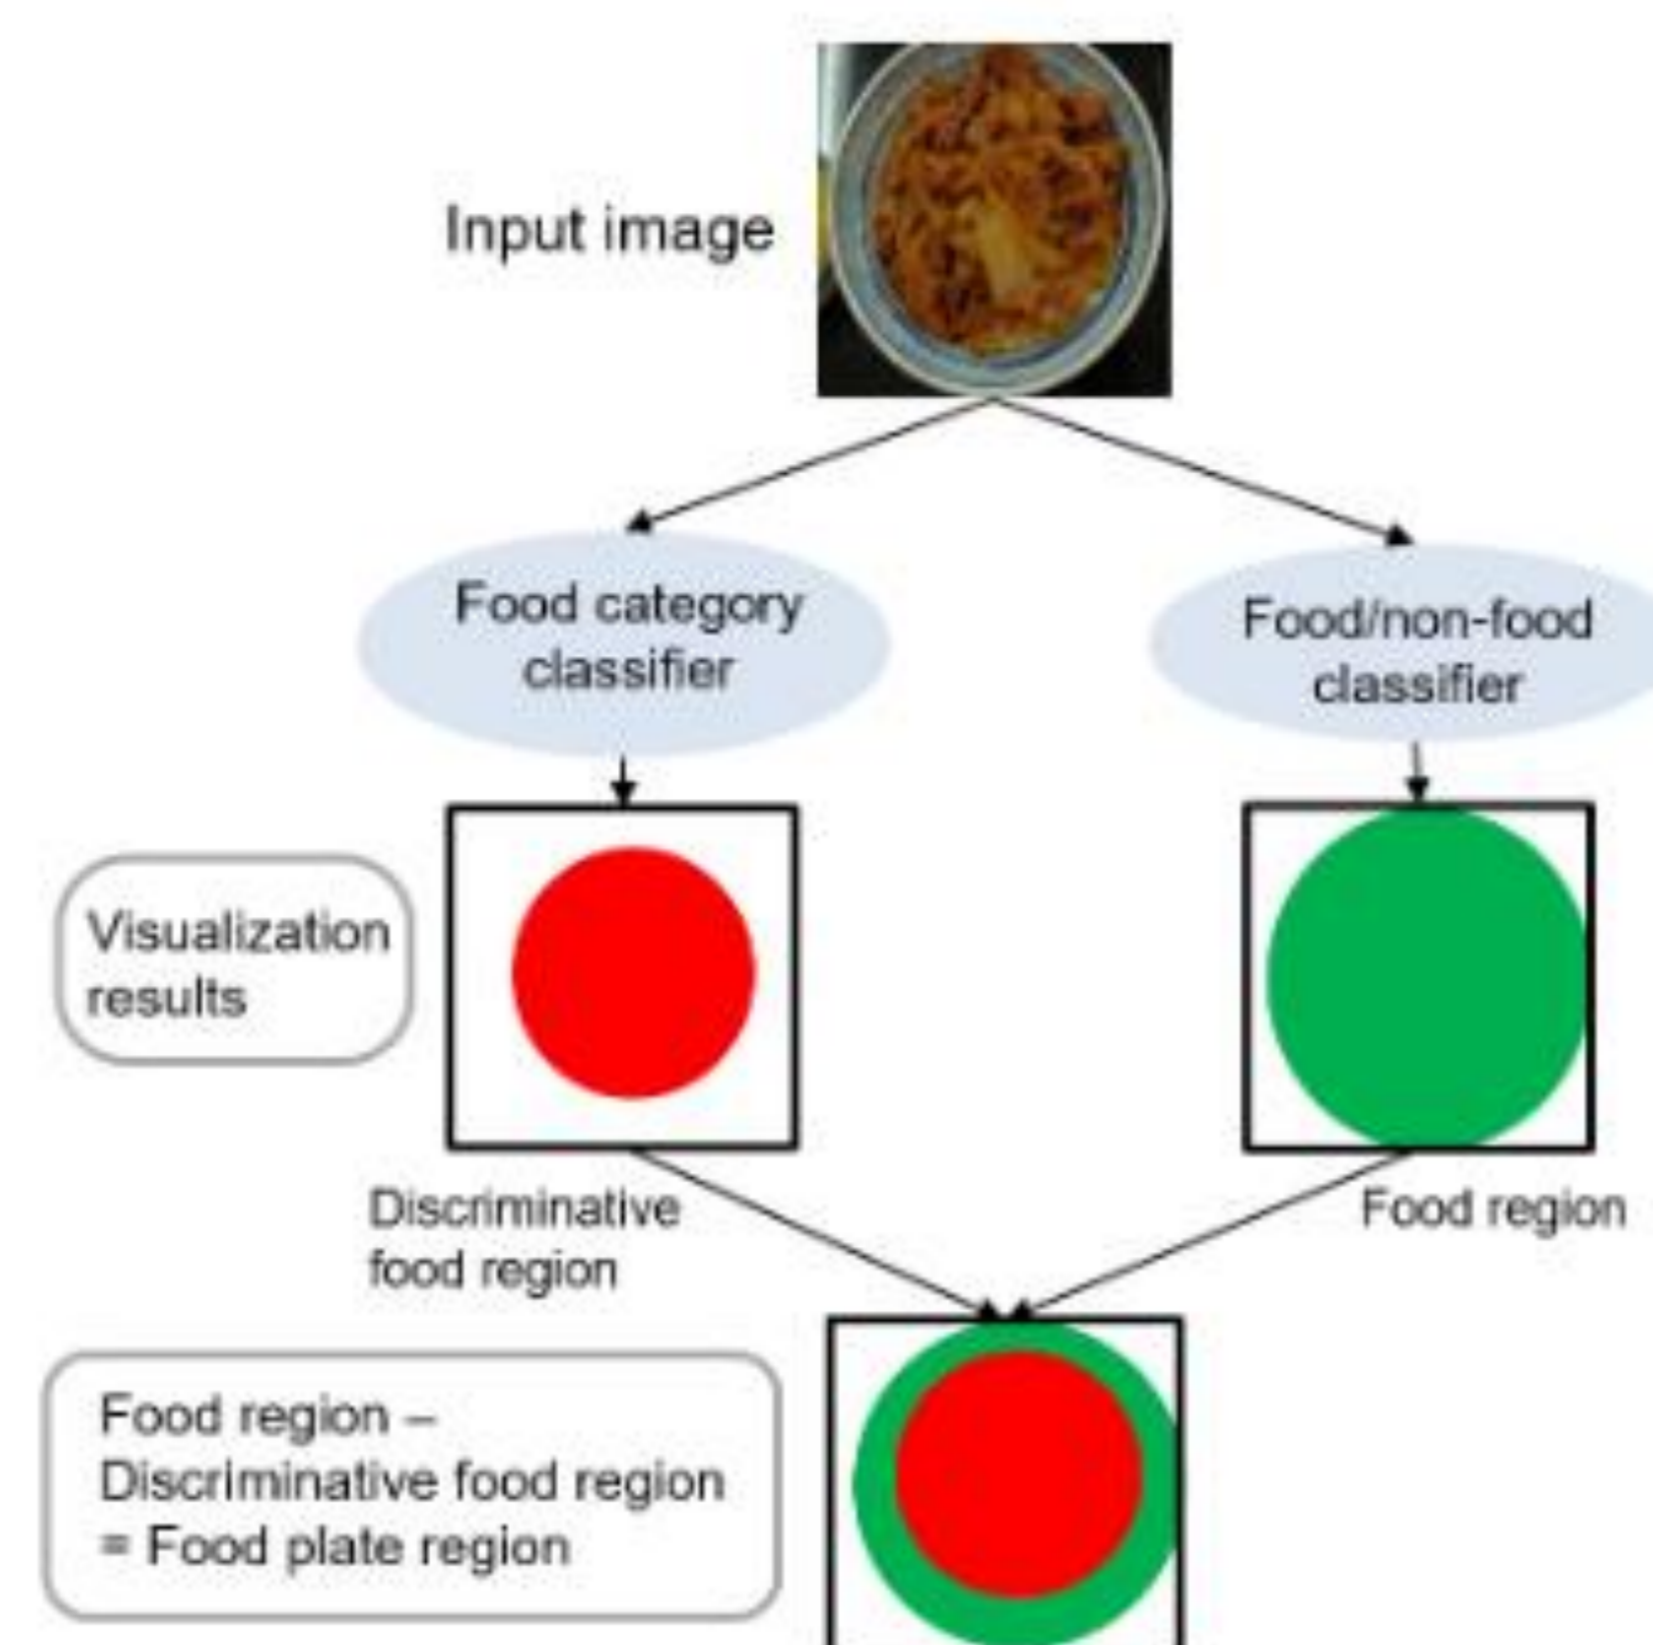 Input image
Food category
classifier
Food/non-food
classifier
Visualization
results
Discriminative
food region
Food region
Food region –
Discriminative food region
= Food plate region